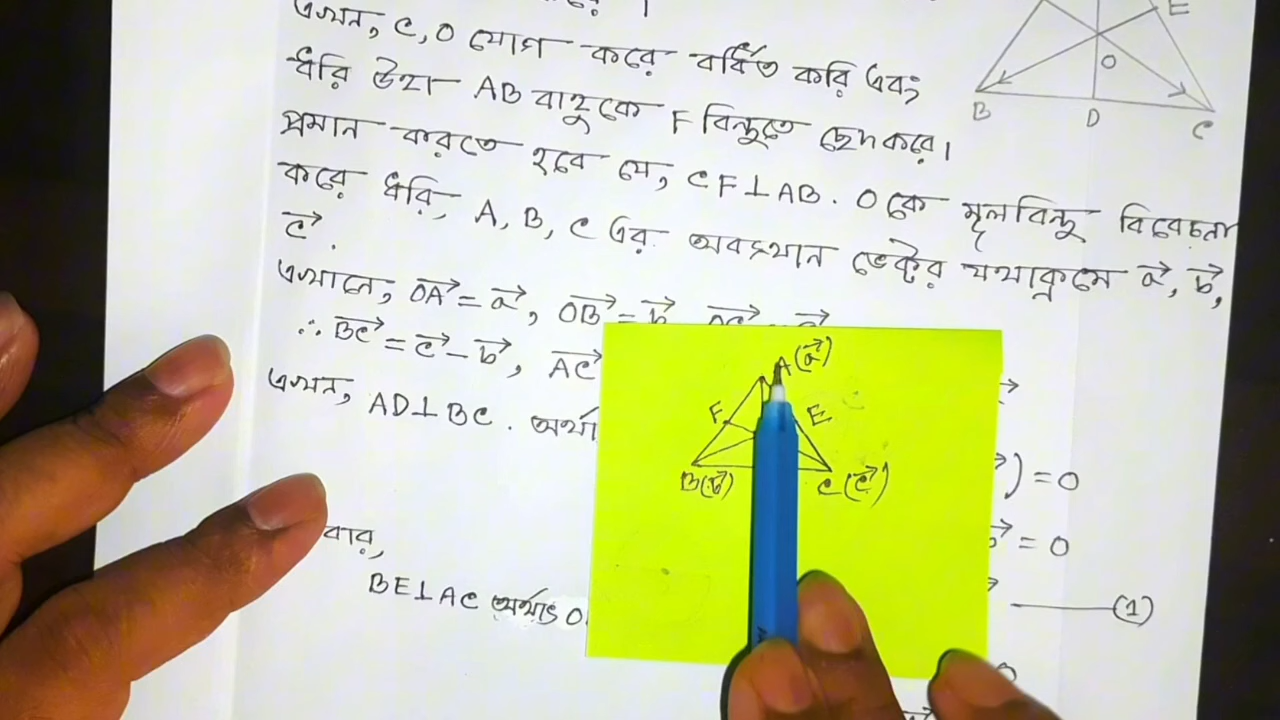 E
এখন, C, O যোগ করে বর্ধিত করি এবং
O
ধরি উহা AB বাহুকে F বিন্দুতে ছেদ করে।
B D C
প্রমান করতে হবে যে, CF⊥AB. O কে মূলবিন্দু বিবেচনা
করে ধরি, A, B, C এর অবস্থান ভেক্টর যথাক্রমে a⃗, b⃗,
c⃗.
এখানে, OA⃗ = a⃗, OB⃗ = b⃗,
∴ BC⃗ = c⃗ – b⃗, AC⃗
এখন, AD⊥BC.
A(a⃗)
F E
B(b⃗) C(c⃗)
) = 0
b⃗ = 0
(1)
বার,
BE⊥AC অর্থাৎ O